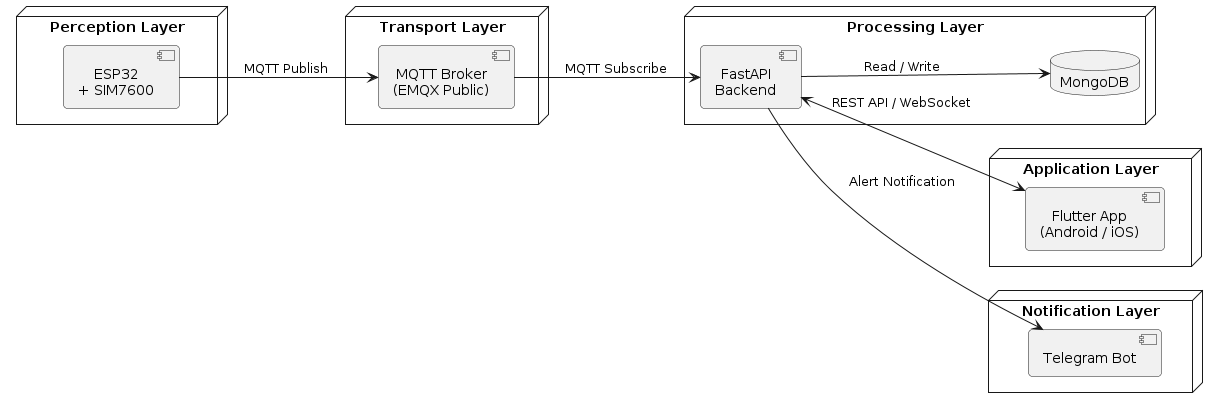 Perception Layer
ESP32
+ SIM7600
MQTT Publish
Transport Layer
MQTT Broker
(EMQX Public)
MQTT Subscribe
Processing Layer
FastAPI
Backend
Read / Write
MongoDB
REST API / WebSocket
Alert Notification
Application Layer
Flutter App
(Android / iOS)
Notification Layer
Telegram Bot